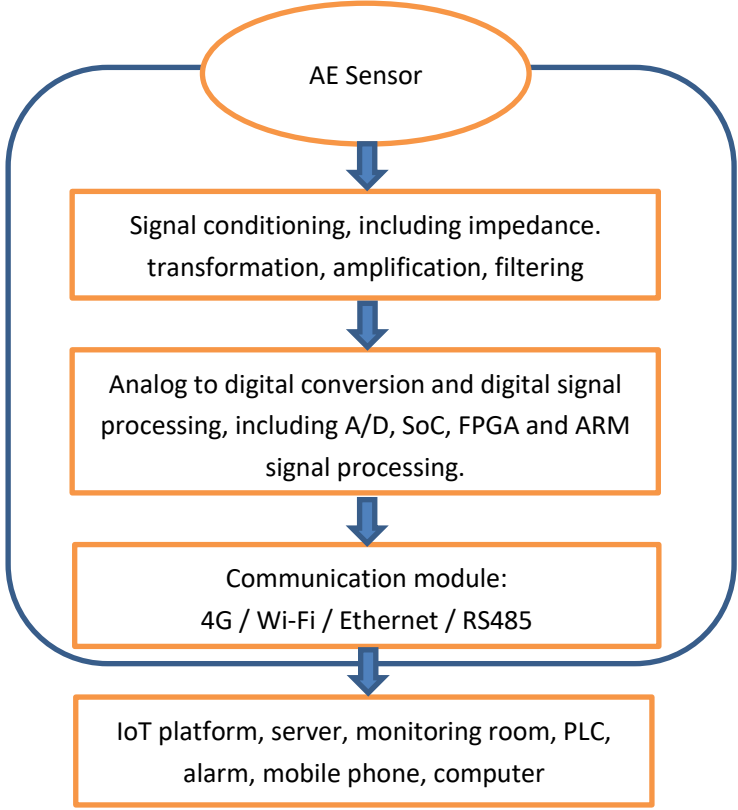 AE Sensor
Signal conditioning, including impedance.
transformation, amplification, filtering
Analog to digital conversion and digital signal
processing, including A/D, SoC, FPGA and ARM
signal processing.
Communication module:
4G / Wi-Fi / Ethernet / RS485
IoT platform, server, monitoring room, PLC,
alarm, mobile phone, computer